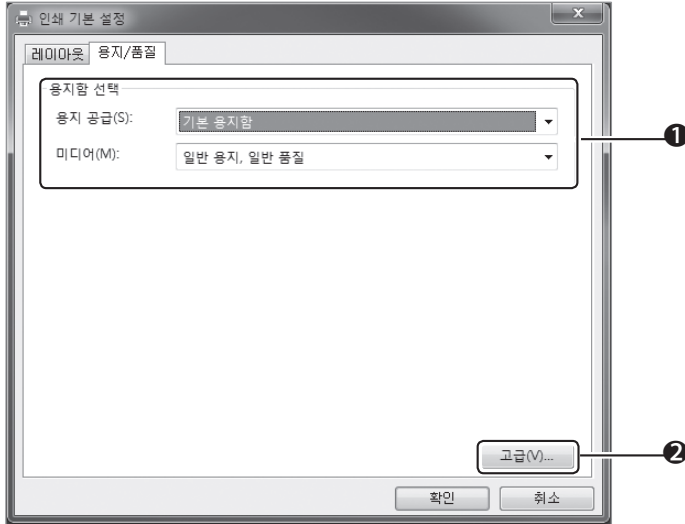 인쇄 기본 설정
레이아웃 용지/품질
용지함 선택
용지 공급(S): 기본 용지함
❶
미디어(M): 일반 용지, 일반 품질
고급(V)...
❷
확인 취소